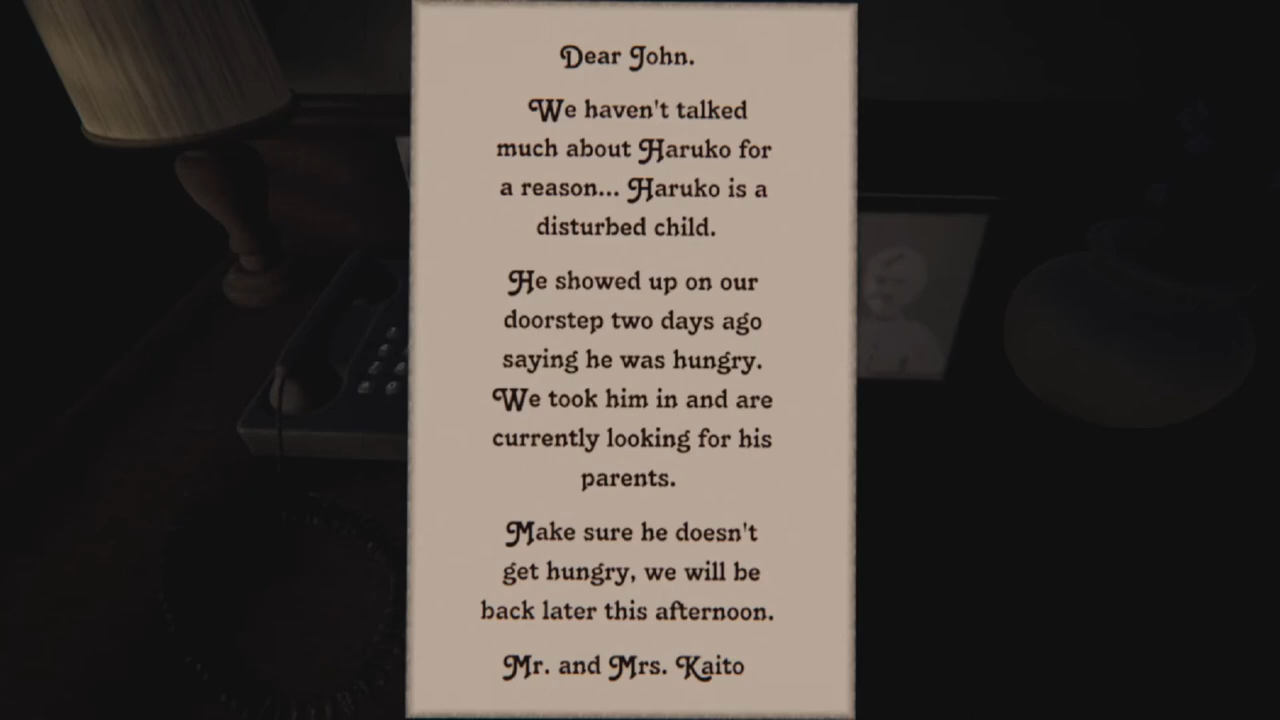 Dear John.
We haven't talked
much about Haruko for
a reason... Haruko is a
disturbed child.
He showed up on our
doorstep two days ago
saying he was hungry.
We took him in and are
currently looking for his
parents.
Make sure he doesn't
get hungry, we will be
back later this afternoon.
Mr. and Mrs. Kaito